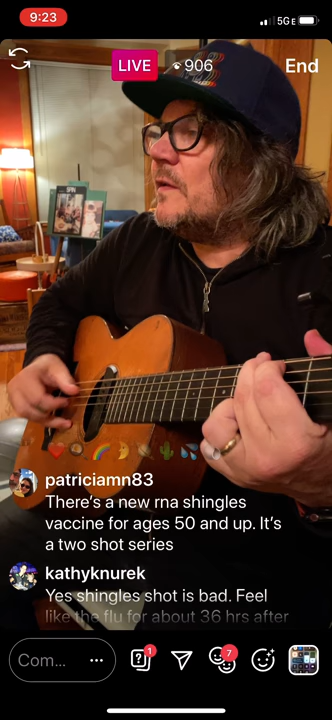 9:23
5GE
LIVE
906
End
SPIN
patriciamn83
There's a new rna shingles
vaccine for ages 50 and up. It's
a two shot series
kathyknurek
Yes shingles shot is bad. Feel
like the flu for about 36 hrs after
Com...
1
7